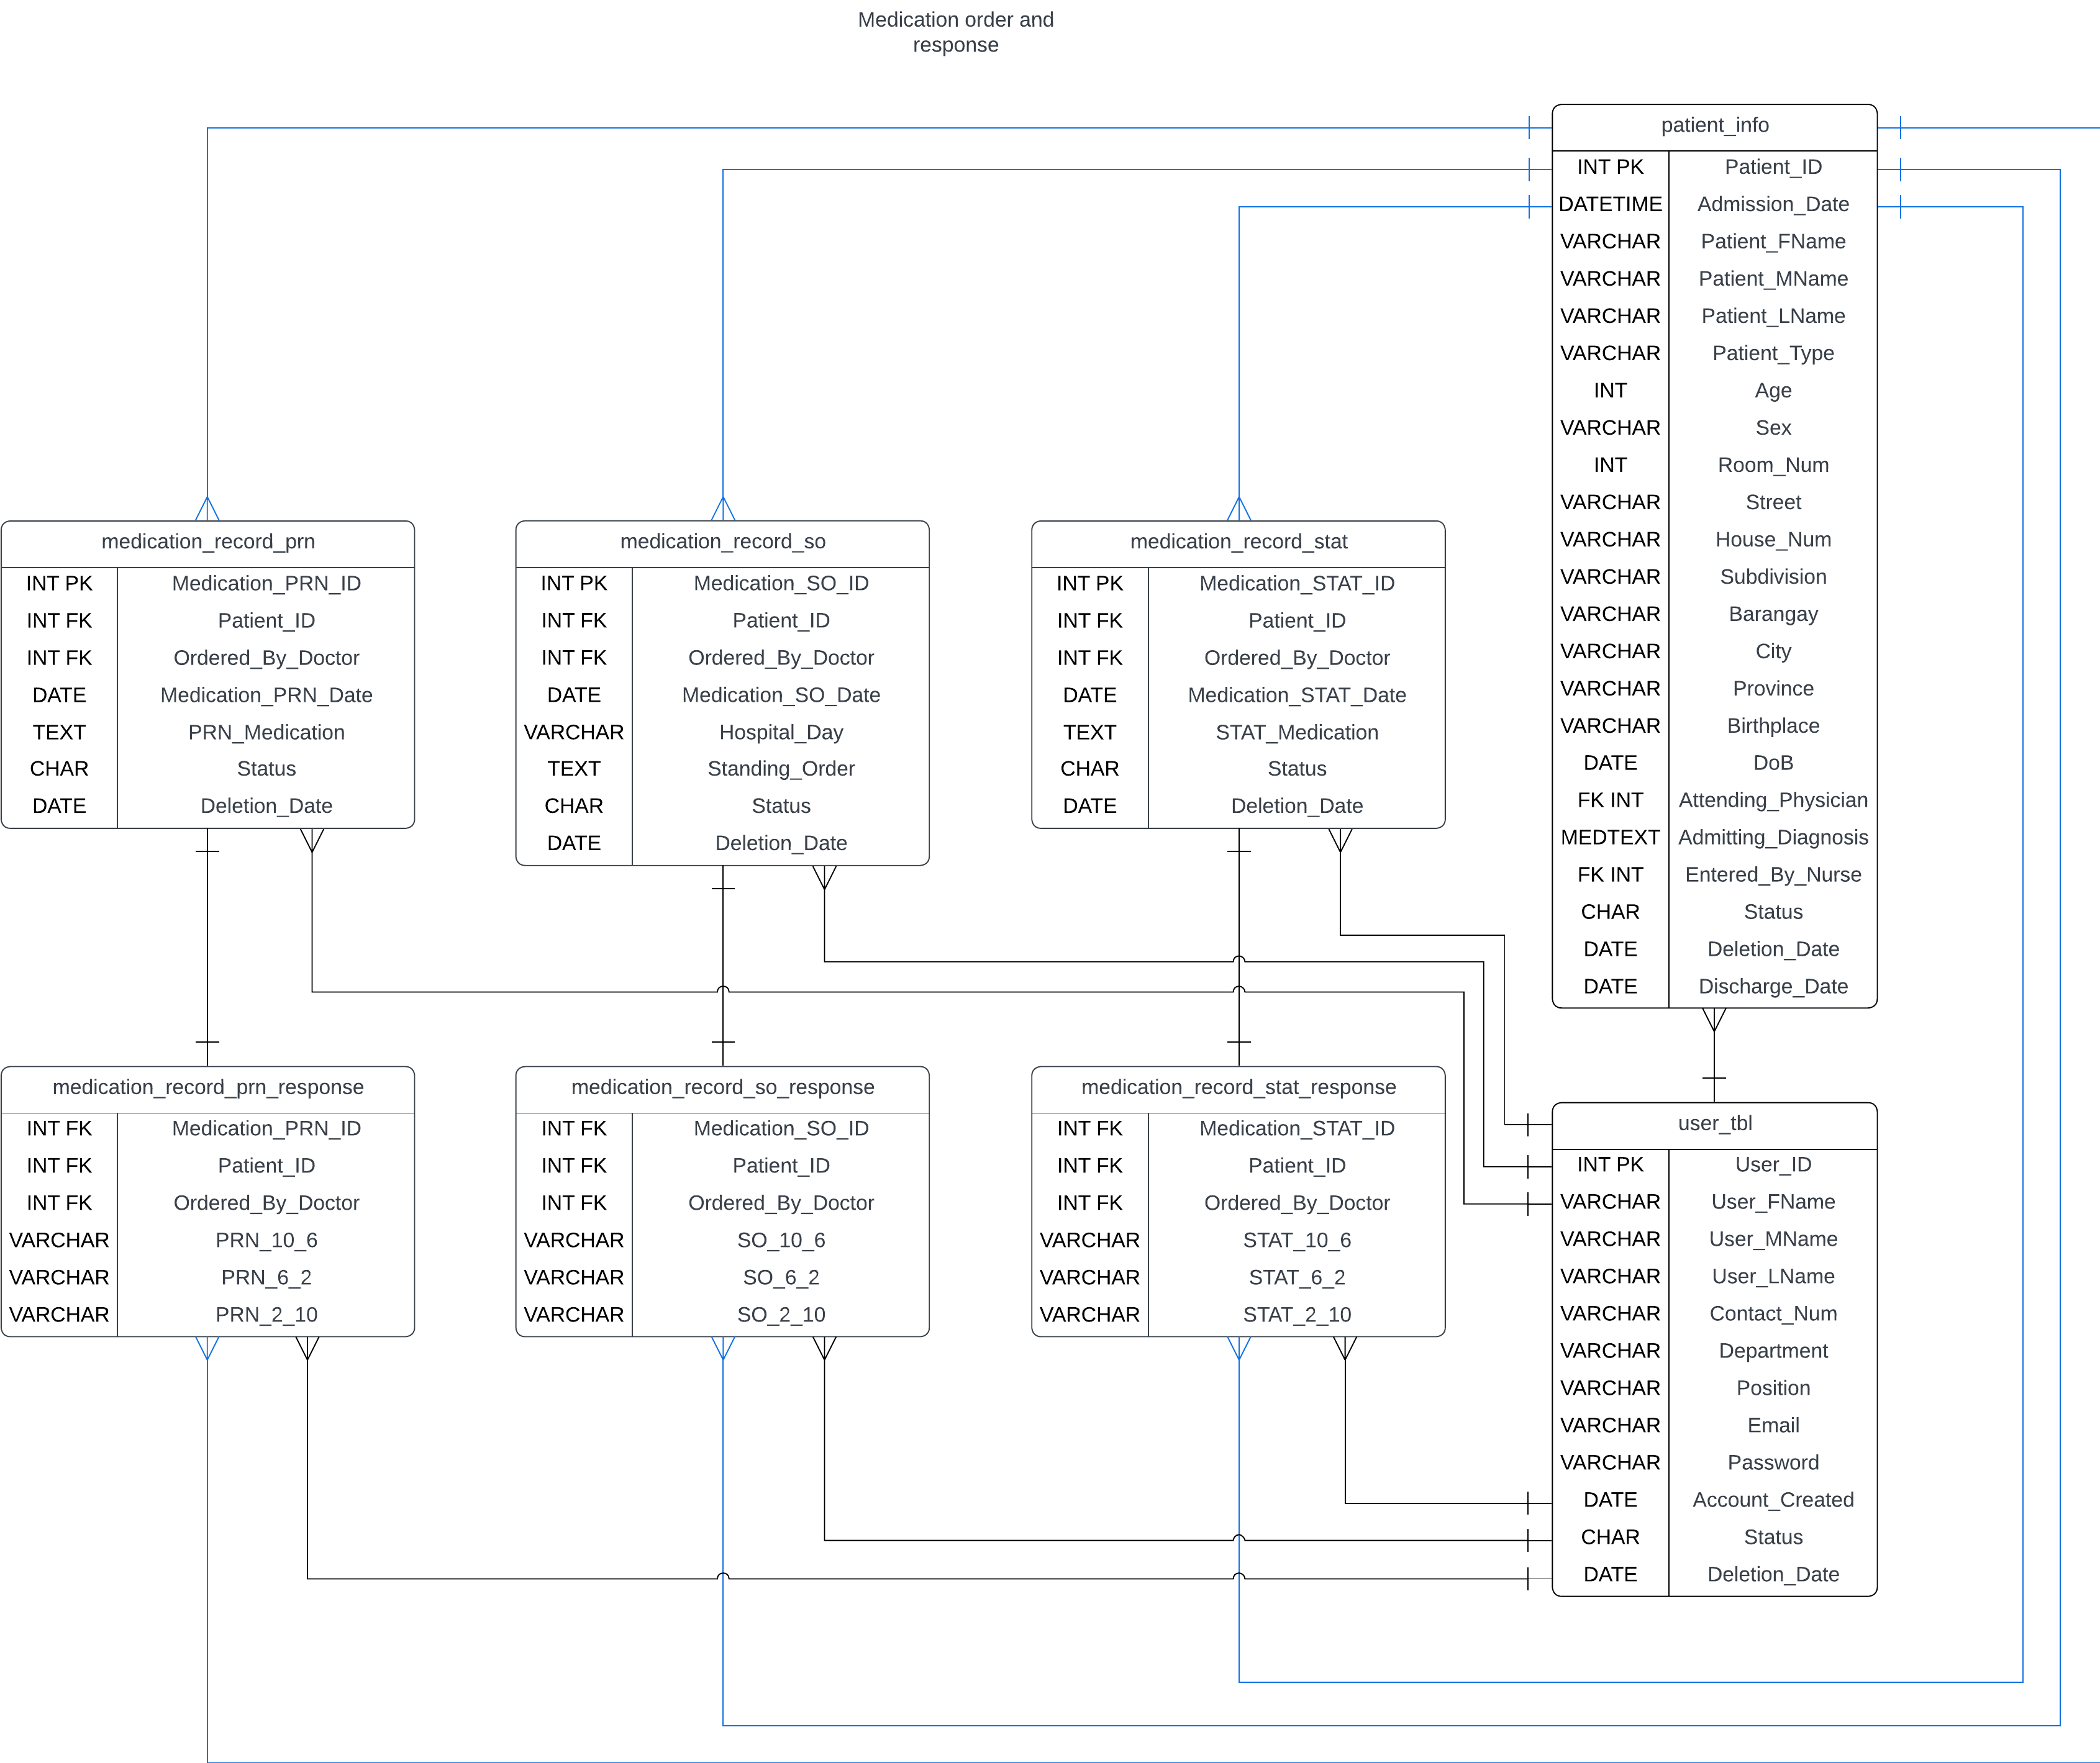 Medication order and
response
patient_info
INT PK Patient_ID
DATETIME Admission_Date
VARCHAR Patient_FName
VARCHAR Patient_MName
VARCHAR Patient_LName
VARCHAR Patient_Type
INT Age
VARCHAR Sex
INT Room_Num
VARCHAR Street
VARCHAR House_Num
VARCHAR Subdivision
VARCHAR Barangay
VARCHAR City
VARCHAR Province
VARCHAR Birthplace
DATE DoB
FK INT Attending_Physician
MEDTEXT Admitting_Diagnosis
FK INT Entered_By_Nurse
CHAR Status
DATE Deletion_Date
DATE Discharge_Date
medication_record_prn
INT PK Medication_PRN_ID
INT FK Patient_ID
INT FK Ordered_By_Doctor
DATE Medication_PRN_Date
TEXT PRN_Medication
CHAR Status
DATE Deletion_Date
medication_record_so
INT PK Medication_SO_ID
INT FK Patient_ID
INT FK Ordered_By_Doctor
DATE Medication_SO_Date
VARCHAR Hospital_Day
TEXT Standing_Order
CHAR Status
DATE Deletion_Date
medication_record_stat
INT PK Medication_STAT_ID
INT FK Patient_ID
INT FK Ordered_By_Doctor
DATE Medication_STAT_Date
TEXT STAT_Medication
CHAR Status
DATE Deletion_Date
medication_record_prn_response
INT FK Medication_PRN_ID
INT FK Patient_ID
INT FK Ordered_By_Doctor
VARCHAR PRN_10_6
VARCHAR PRN_6_2
VARCHAR PRN_2_10
medication_record_so_response
INT FK Medication_SO_ID
INT FK Patient_ID
INT FK Ordered_By_Doctor
VARCHAR SO_10_6
VARCHAR SO_6_2
VARCHAR SO_2_10
medication_record_stat_response
INT FK Medication_STAT_ID
INT FK Patient_ID
INT FK Ordered_By_Doctor
VARCHAR STAT_10_6
VARCHAR STAT_6_2
VARCHAR STAT_2_10
user_tbl
INT PK User_ID
VARCHAR User_FName
VARCHAR User_MName
VARCHAR User_LName
VARCHAR Contact_Num
VARCHAR Department
VARCHAR Position
VARCHAR Email
VARCHAR Password
DATE Account_Created
CHAR Status
DATE Deletion_Date